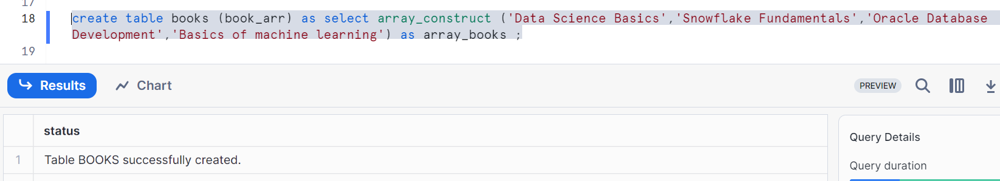 17
18 create table books (book_arr) as select array_construct ('Data Science Basics','Snowflake Fundamentals','Oracle Database
Development','Basics of machine learning') as array_books ;
19
Results Chart PREVIEW
status
1 Table BOOKS successfully created.
Query Details
Query duration